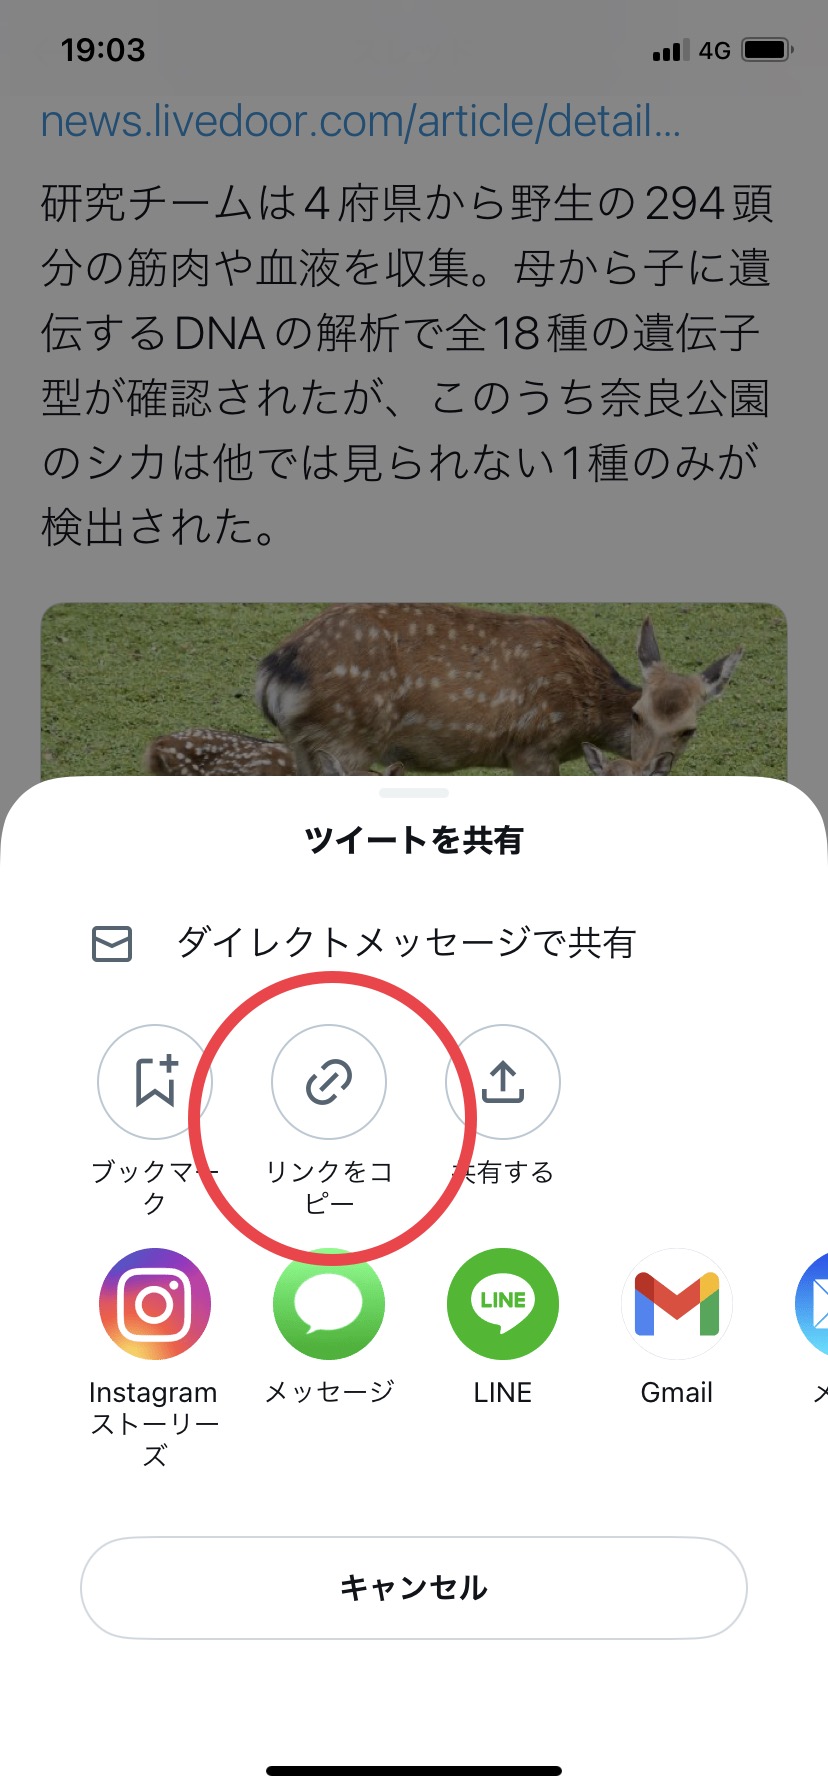 19:03
4G
news.livedoor.com/article/detail...
研究チームは4府県から野生の294頭
分の筋肉や血液を収集。母から子に遺
伝するDNAの解析で全18種の遺伝子
型が確認されたが、このうち奈良公園
のシカは他では見られない1種のみが
検出された。
ツイートを共有
ダイレクトメッセージで共有
ブックマー
ク
リンクをコ
ピー
共有する
LINE
Instagram
ストーリー
ズ
メッセージ
LINE
Gmail
メ
キャンセル